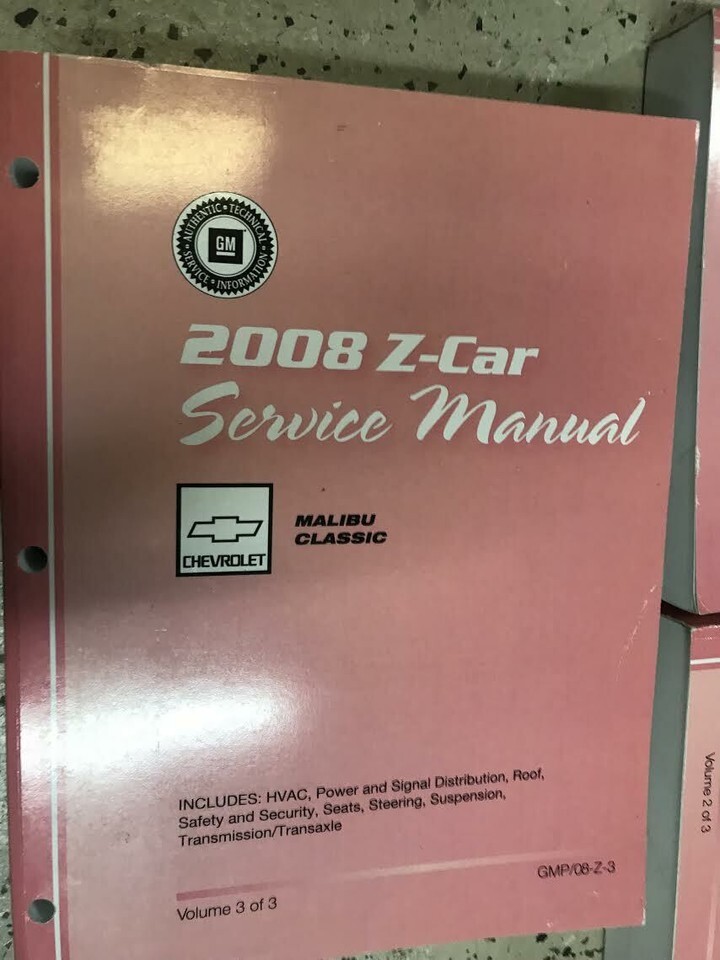 AUTHENTIC • TECHNICAL • SERVICE • INFORMATION •
GM
2008 Z-Car
Service Manual
CHEVROLET
MALIBU
CLASSIC
INCLUDES: HVAC, Power and Signal Distribution, Roof,
Safety and Security, Seats, Steering, Suspension,
Transmission/Transaxle
GMP/08-Z-3
Volume 3 of 3
Volume 2 of 3